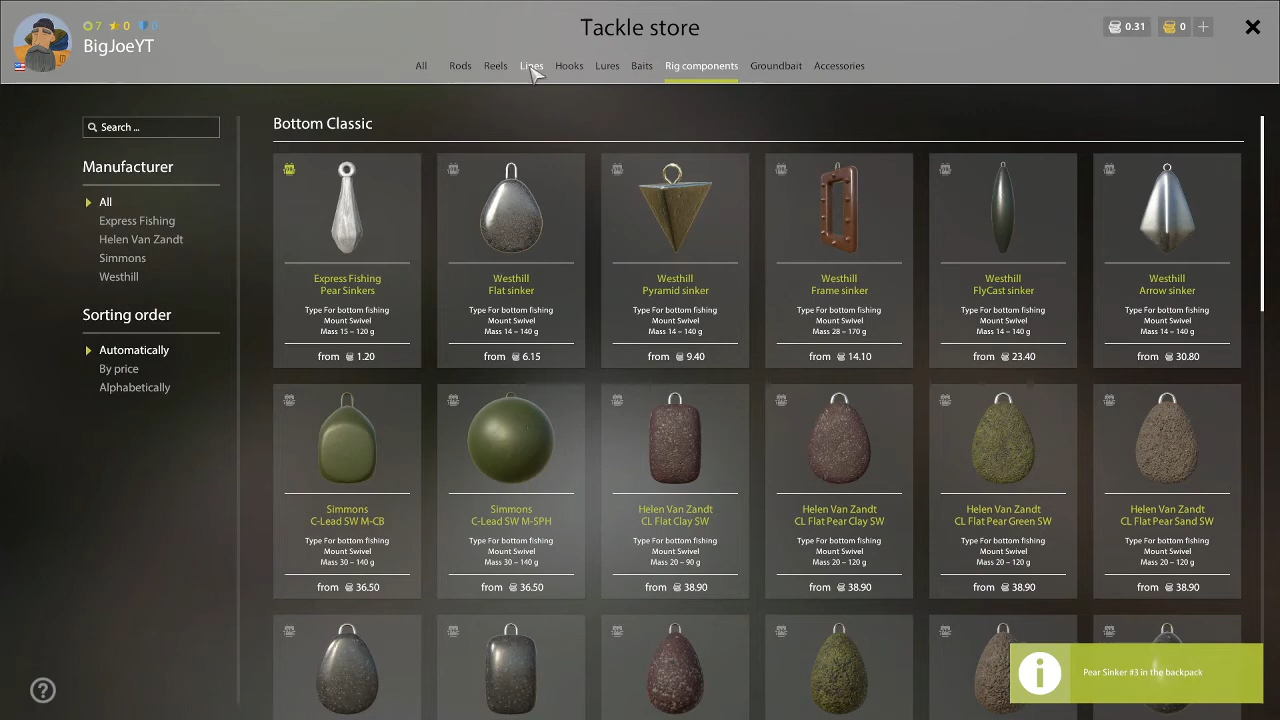 7 0 0
BigJoeYT
Tackle store
0.31
0
All Rods Reels Lines Hooks Lures Baits Rig components Groundbait Accessories
Search ...
Manufacturer
All
Express Fishing
Helen Van Zandt
Simmons
Westhill
Sorting order
Automatically
By price
Alphabetically
Bottom Classic
Express Fishing
Pear Sinkers
Type For bottom fishing
Mount Swivel
Mass 15 – 120 g
from 1.20
Westhill
Flat sinker
Type For bottom fishing
Mount Swivel
Mass 14 – 140 g
from 6.15
Westhill
Pyramid sinker
Type For bottom fishing
Mount Swivel
Mass 14 – 140 g
from 9.40
Westhill
Frame sinker
Type For bottom fishing
Mount Swivel
Mass 28 – 170 g
from 14.10
Westhill
FlyCast sinker
Type For bottom fishing
Mount Swivel
Mass 14 – 140 g
from 23.40
Westhill
Arrow sinker
Type For bottom fishing
Mount Swivel
Mass 14 – 140 g
from 30.80
Simmons
C-Lead SW M-CB
Type For bottom fishing
Mount Swivel
Mass 30 – 140 g
from 36.50
Simmons
C-Lead SW M-SPH
Type For bottom fishing
Mount Swivel
Mass 30 – 140 g
from 36.50
Helen Van Zandt
CL Flat Clay SW
Type For bottom fishing
Mount Swivel
Mass 20 – 90 g
from 38.90
Helen Van Zandt
CL Flat Pear Clay SW
Type For bottom fishing
Mount Swivel
Mass 20 – 120 g
from 38.90
Helen Van Zandt
CL Flat Pear Green SW
Type For bottom fishing
Mount Swivel
Mass 20 – 120 g
from 38.90
Helen Van Zandt
CL Flat Pear Sand SW
Type For bottom fishing
Mount Swivel
Mass 20 – 120 g
from 38.90
Pear Sinker #3 in the backpack